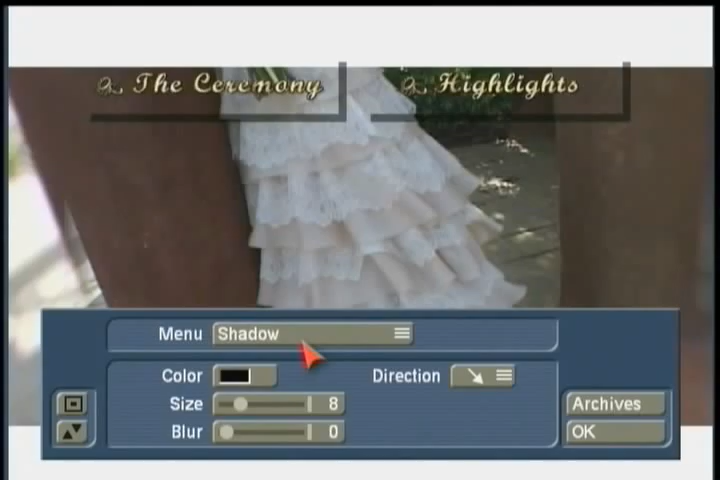 The Ceremony
Highlights
Menu Shadow
Color Direction
Size 8 Archives
Blur 0 OK